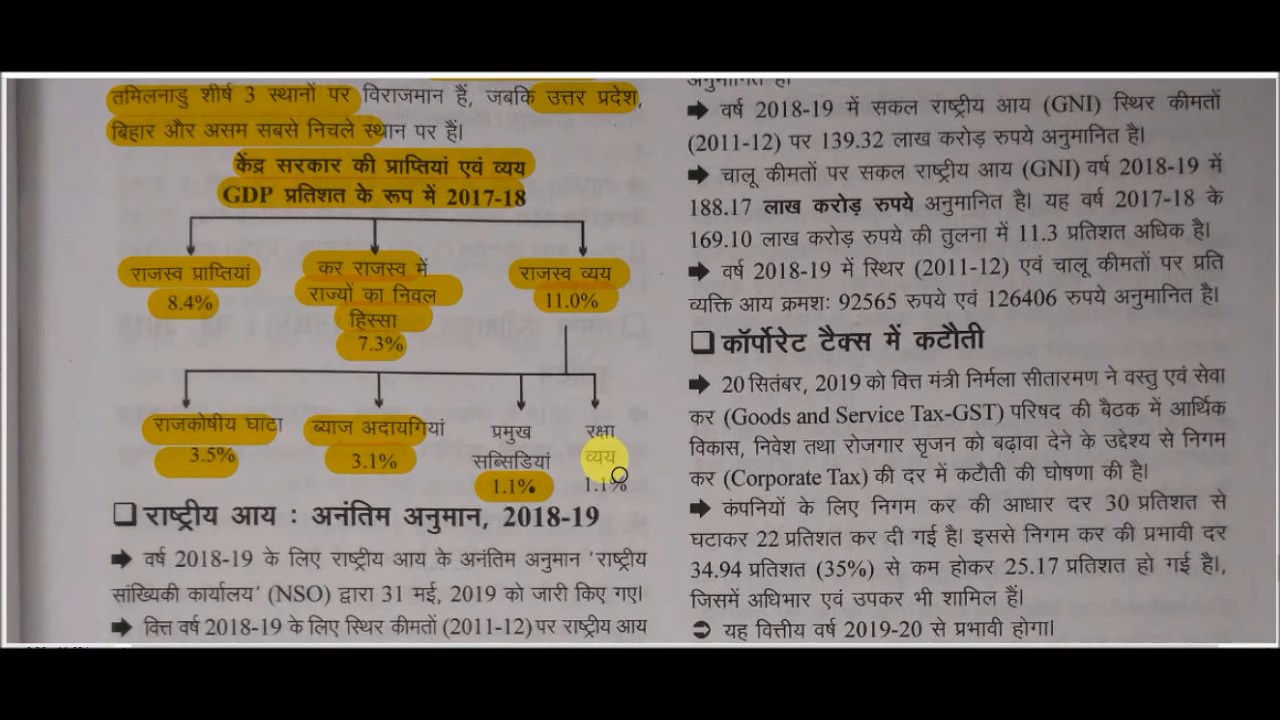 तमिलनाडु शीर्ष 3 स्थानों पर विराजमान हैं, जबकि उत्तर प्रदेश,
बिहार और असम सबसे निचले स्थान पर हैं।
केंद्र सरकार की प्राप्तियां एवं व्यय
GDP प्रतिशत के रूप में 2017-18
राजस्व प्राप्तियां
8.4%
कर राजस्व में
राज्यों का निवल
हिस्सा
7.3%
राजस्व व्यय
11.0%
राजकोषीय घाटा
3.5%
ब्याज अदायगियां
3.1%
प्रमुख
सब्सिडियां
1.1%
रक्षा
व्यय
1.1%
❑ राष्ट्रीय आय : अनंतिम अनुमान, 2018-19
➡ वर्ष 2018-19 के लिए राष्ट्रीय आय के अनंतिम अनुमान ‘राष्ट्रीय
सांख्यिकी कार्यालय’ (NSO) द्वारा 31 मई, 2019 को जारी किए गए।
➡ वित्त वर्ष 2018-19 के लिए स्थिर कीमतों (2011-12) पर राष्ट्रीय आय
अनुमानित है।
➡ वर्ष 2018-19 में सकल राष्ट्रीय आय (GNI) स्थिर कीमतों
(2011-12) पर 139.32 लाख करोड़ रुपये अनुमानित है।
➡ चालू कीमतों पर सकल राष्ट्रीय आय (GNI) वर्ष 2018-19 में
188.17 लाख करोड़ रुपये अनुमानित है। यह वर्ष 2017-18 के
169.10 लाख करोड़ रुपये की तुलना में 11.3 प्रतिशत अधिक है।
➡ वर्ष 2018-19 में स्थिर (2011-12) एवं चालू कीमतों पर प्रति
व्यक्ति आय क्रमशः 92565 रुपये एवं 126406 रुपये अनुमानित है।
❑ कॉर्पोरेट टैक्स में कटौती
➡ 20 सितंबर, 2019 को वित्त मंत्री निर्मला सीतारमण ने वस्तु एवं सेवा
कर (Goods and Service Tax-GST) परिषद की बैठक में आर्थिक
विकास, निवेश तथा रोजगार सृजन को बढ़ावा देने के उद्देश्य से निगम
कर (Corporate Tax) की दर में कटौती की घोषणा की है।
➡ कंपनियों के लिए निगम कर की आधार दर 30 प्रतिशत से
घटाकर 22 प्रतिशत कर दी गई है। इससे निगम कर की प्रभावी दर
34.94 प्रतिशत (35%) से कम होकर 25.17 प्रतिशत हो गई है।,
जिसमें अधिभार एवं उपकर भी शामिल हैं।
➲ यह वित्तीय वर्ष 2019-20 से प्रभावी होगा।